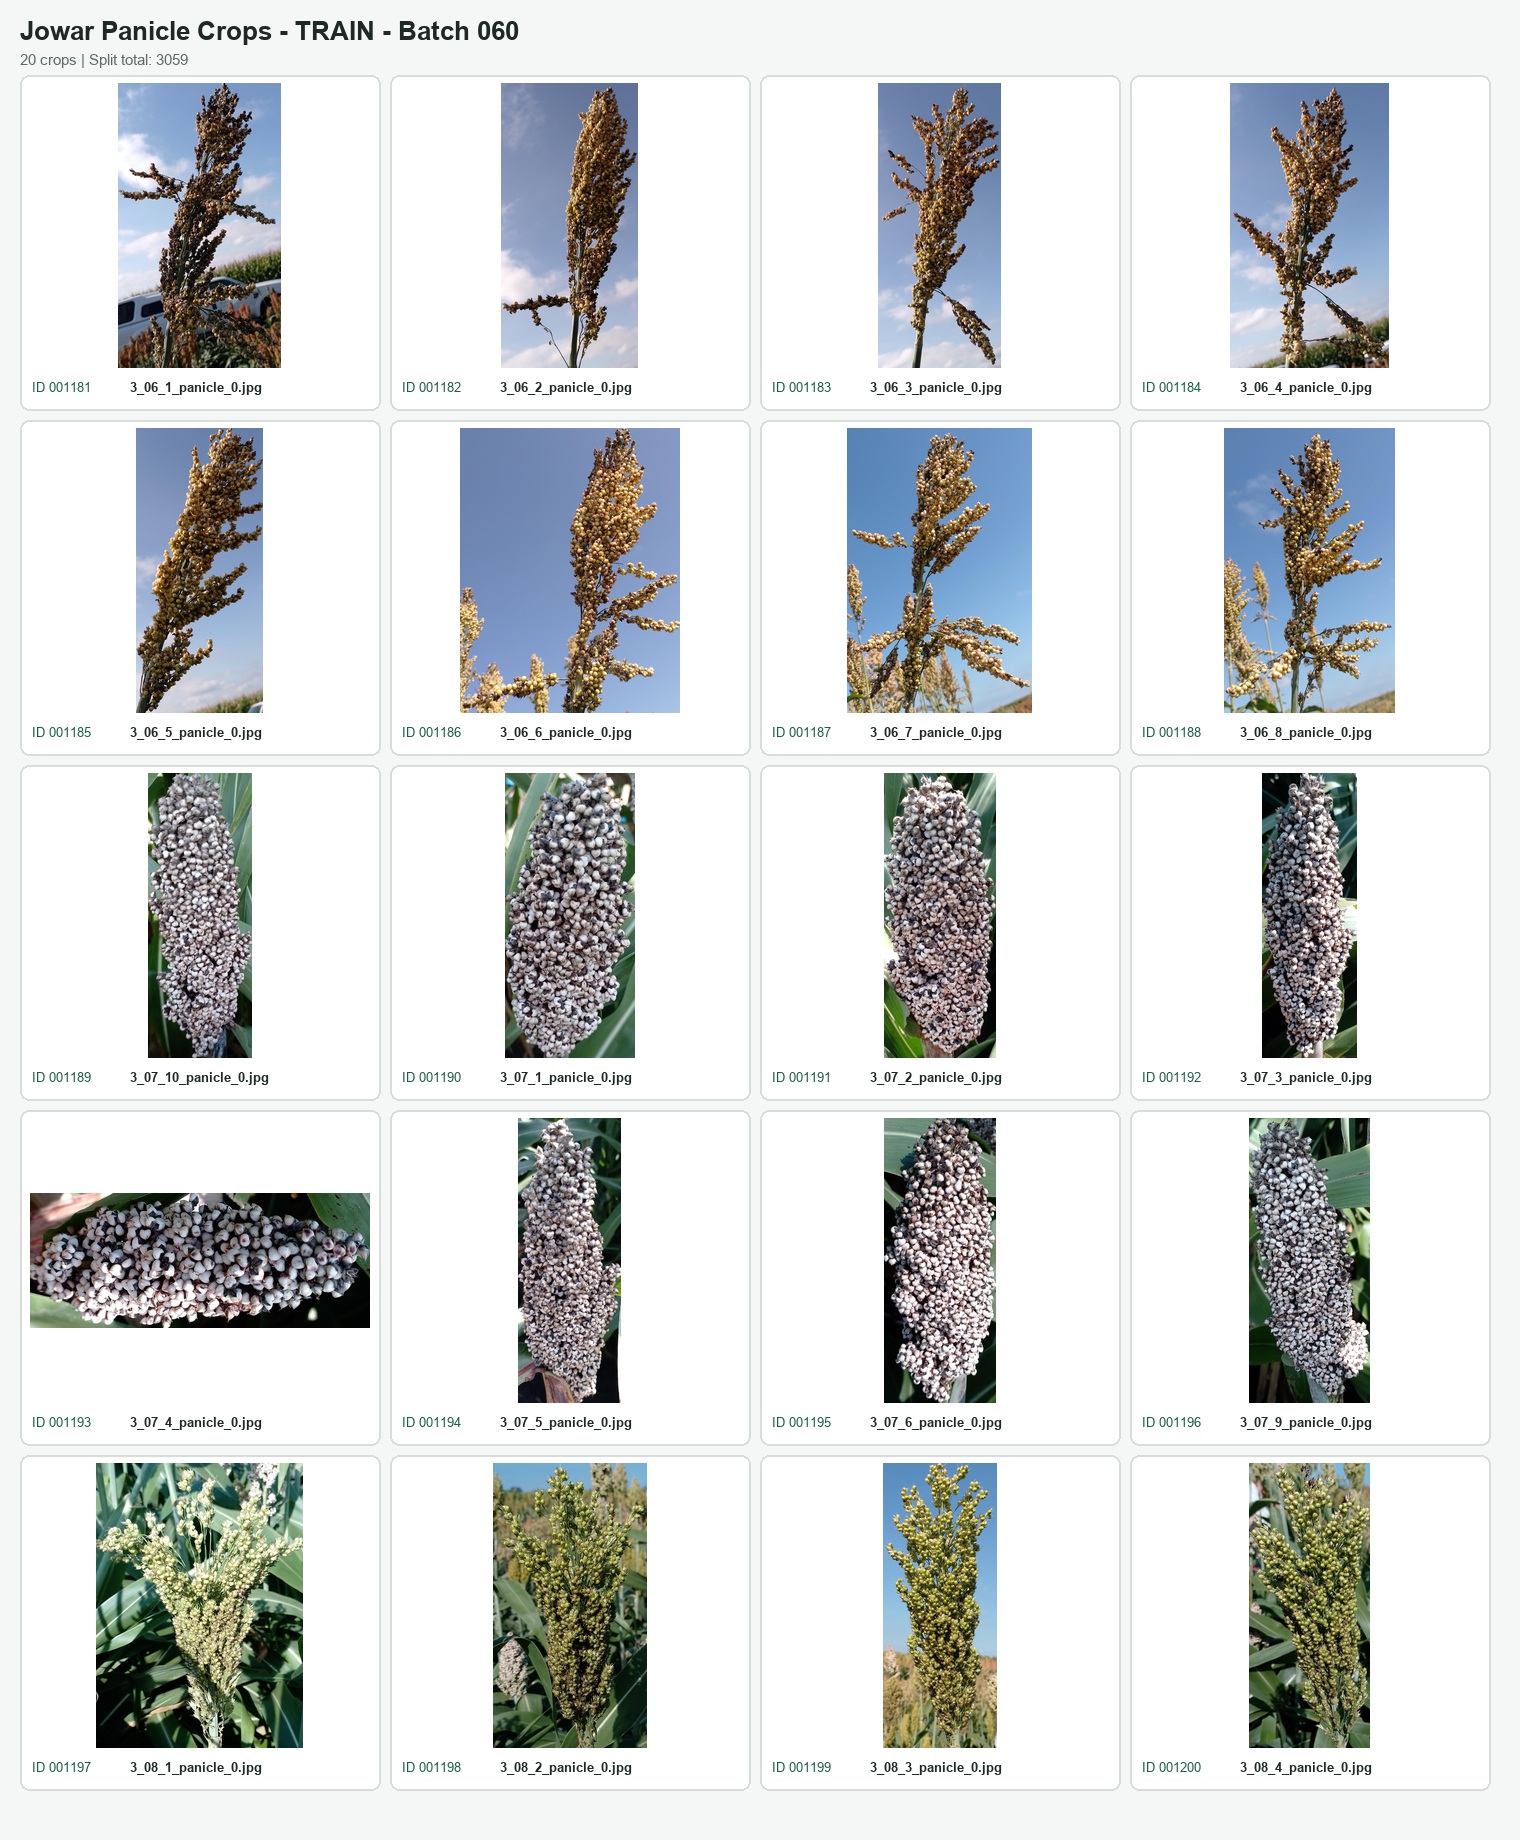 Jowar Panicle Crops - TRAIN - Batch 060
20 crops | Split total: 3059
ID 001181 3_06_1_panicle_0.jpg
ID 001182 3_06_2_panicle_0.jpg
ID 001183 3_06_3_panicle_0.jpg
ID 001184 3_06_4_panicle_0.jpg
ID 001185 3_06_5_panicle_0.jpg
ID 001186 3_06_6_panicle_0.jpg
ID 001187 3_06_7_panicle_0.jpg
ID 001188 3_06_8_panicle_0.jpg
ID 001189 3_07_10_panicle_0.jpg
ID 001190 3_07_1_panicle_0.jpg
ID 001191 3_07_2_panicle_0.jpg
ID 001192 3_07_3_panicle_0.jpg
ID 001193 3_07_4_panicle_0.jpg
ID 001194 3_07_5_panicle_0.jpg
ID 001195 3_07_6_panicle_0.jpg
ID 001196 3_07_9_panicle_0.jpg
ID 001197 3_08_1_panicle_0.jpg
ID 001198 3_08_2_panicle_0.jpg
ID 001199 3_08_3_panicle_0.jpg
ID 001200 3_08_4_panicle_0.jpg